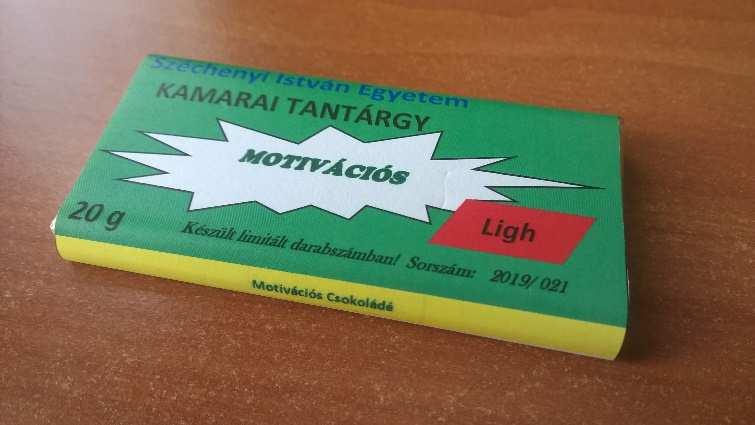 Széchenyi István Egyetem
KAMARAI TANTÁRGY
MOTIVÁCIÓS
Ligh
20 g
Készült limitált darabszámban! Sorszám: 2019/ 021
Motivációs Csokoládé